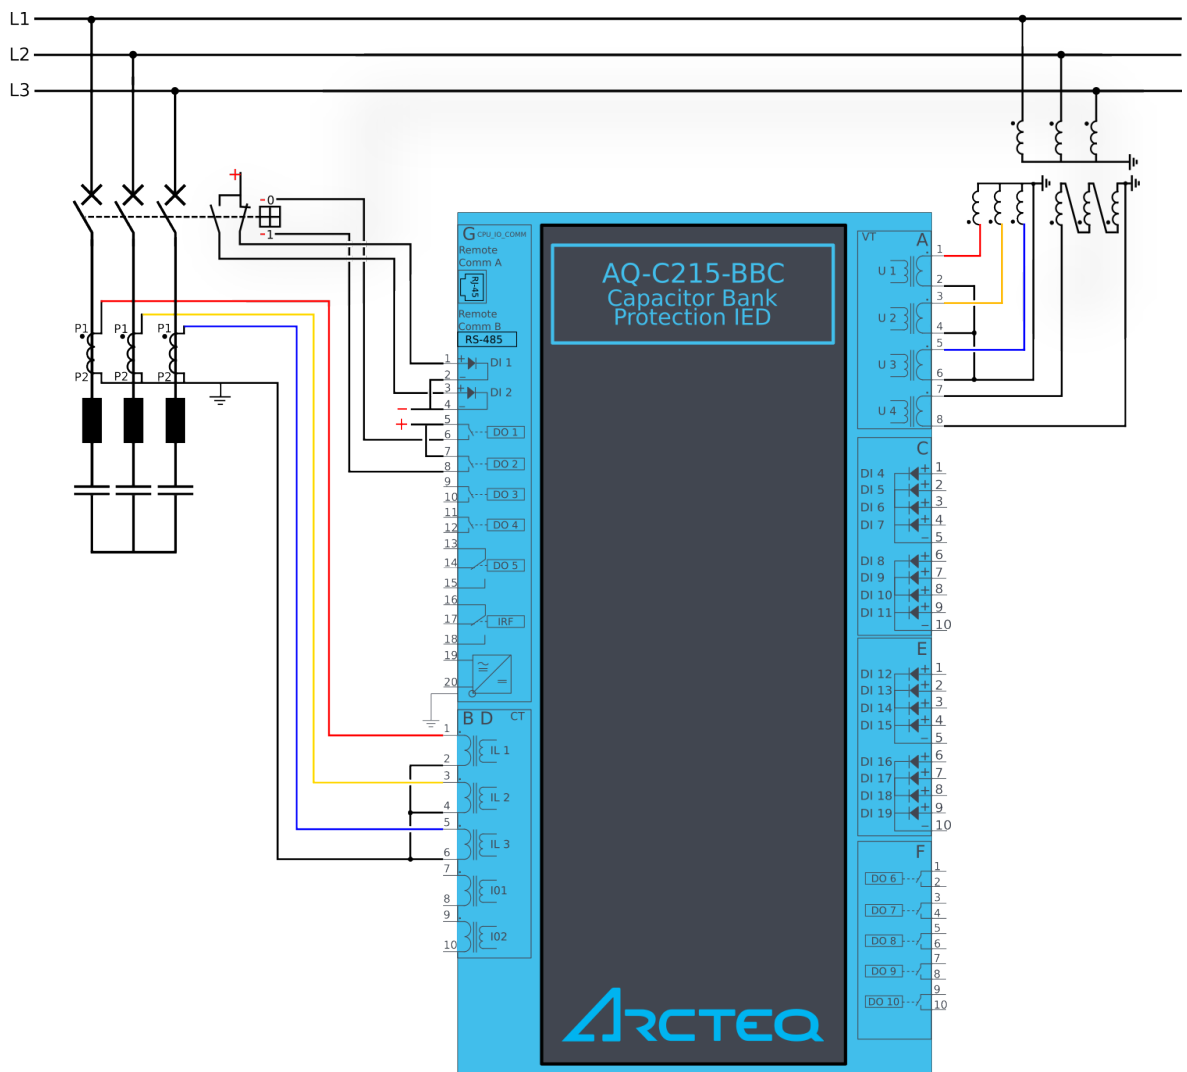 L1
L2
L3
+
-0
-1
P1
P1
P1
P2
P2
P2
G CPU_IO_COMM
Remote
Comm A
RJ-45
Remote
Comm B
RS-485
1 +
2 −
DI 1
3 +
4 −
DI 2
−
+
5
6
DO 1
7
8
DO 2
9
10
DO 3
11
12
DO 4
13
14
15
DO 5
16
17
18
IRF
19
20
≂
=
B D CT
1
2
IL 1
3
4
IL 2
5
6
IL 3
7
8
I01
9
10
I02
AQ-C215-BBC
Capacitor Bank
Protection IED
ARCTEQ
VT A
U 1
1
2
U 2
3
4
U 3
5
6
U 4
7
8
C
DI 4 + 1
DI 5 + 2
DI 6 + 3
DI 7 + 4
− 5
DI 8 + 6
DI 9 + 7
DI 10 + 8
DI 11 + 9
− 10
E
DI 12 + 1
DI 13 + 2
DI 14 + 3
DI 15 + 4
− 5
DI 16 + 6
DI 17 + 7
DI 18 + 8
DI 19 + 9
− 10
F
DO 6
1
2
DO 7
3
4
DO 8
5
6
DO 9
7
8
DO 10
9
10